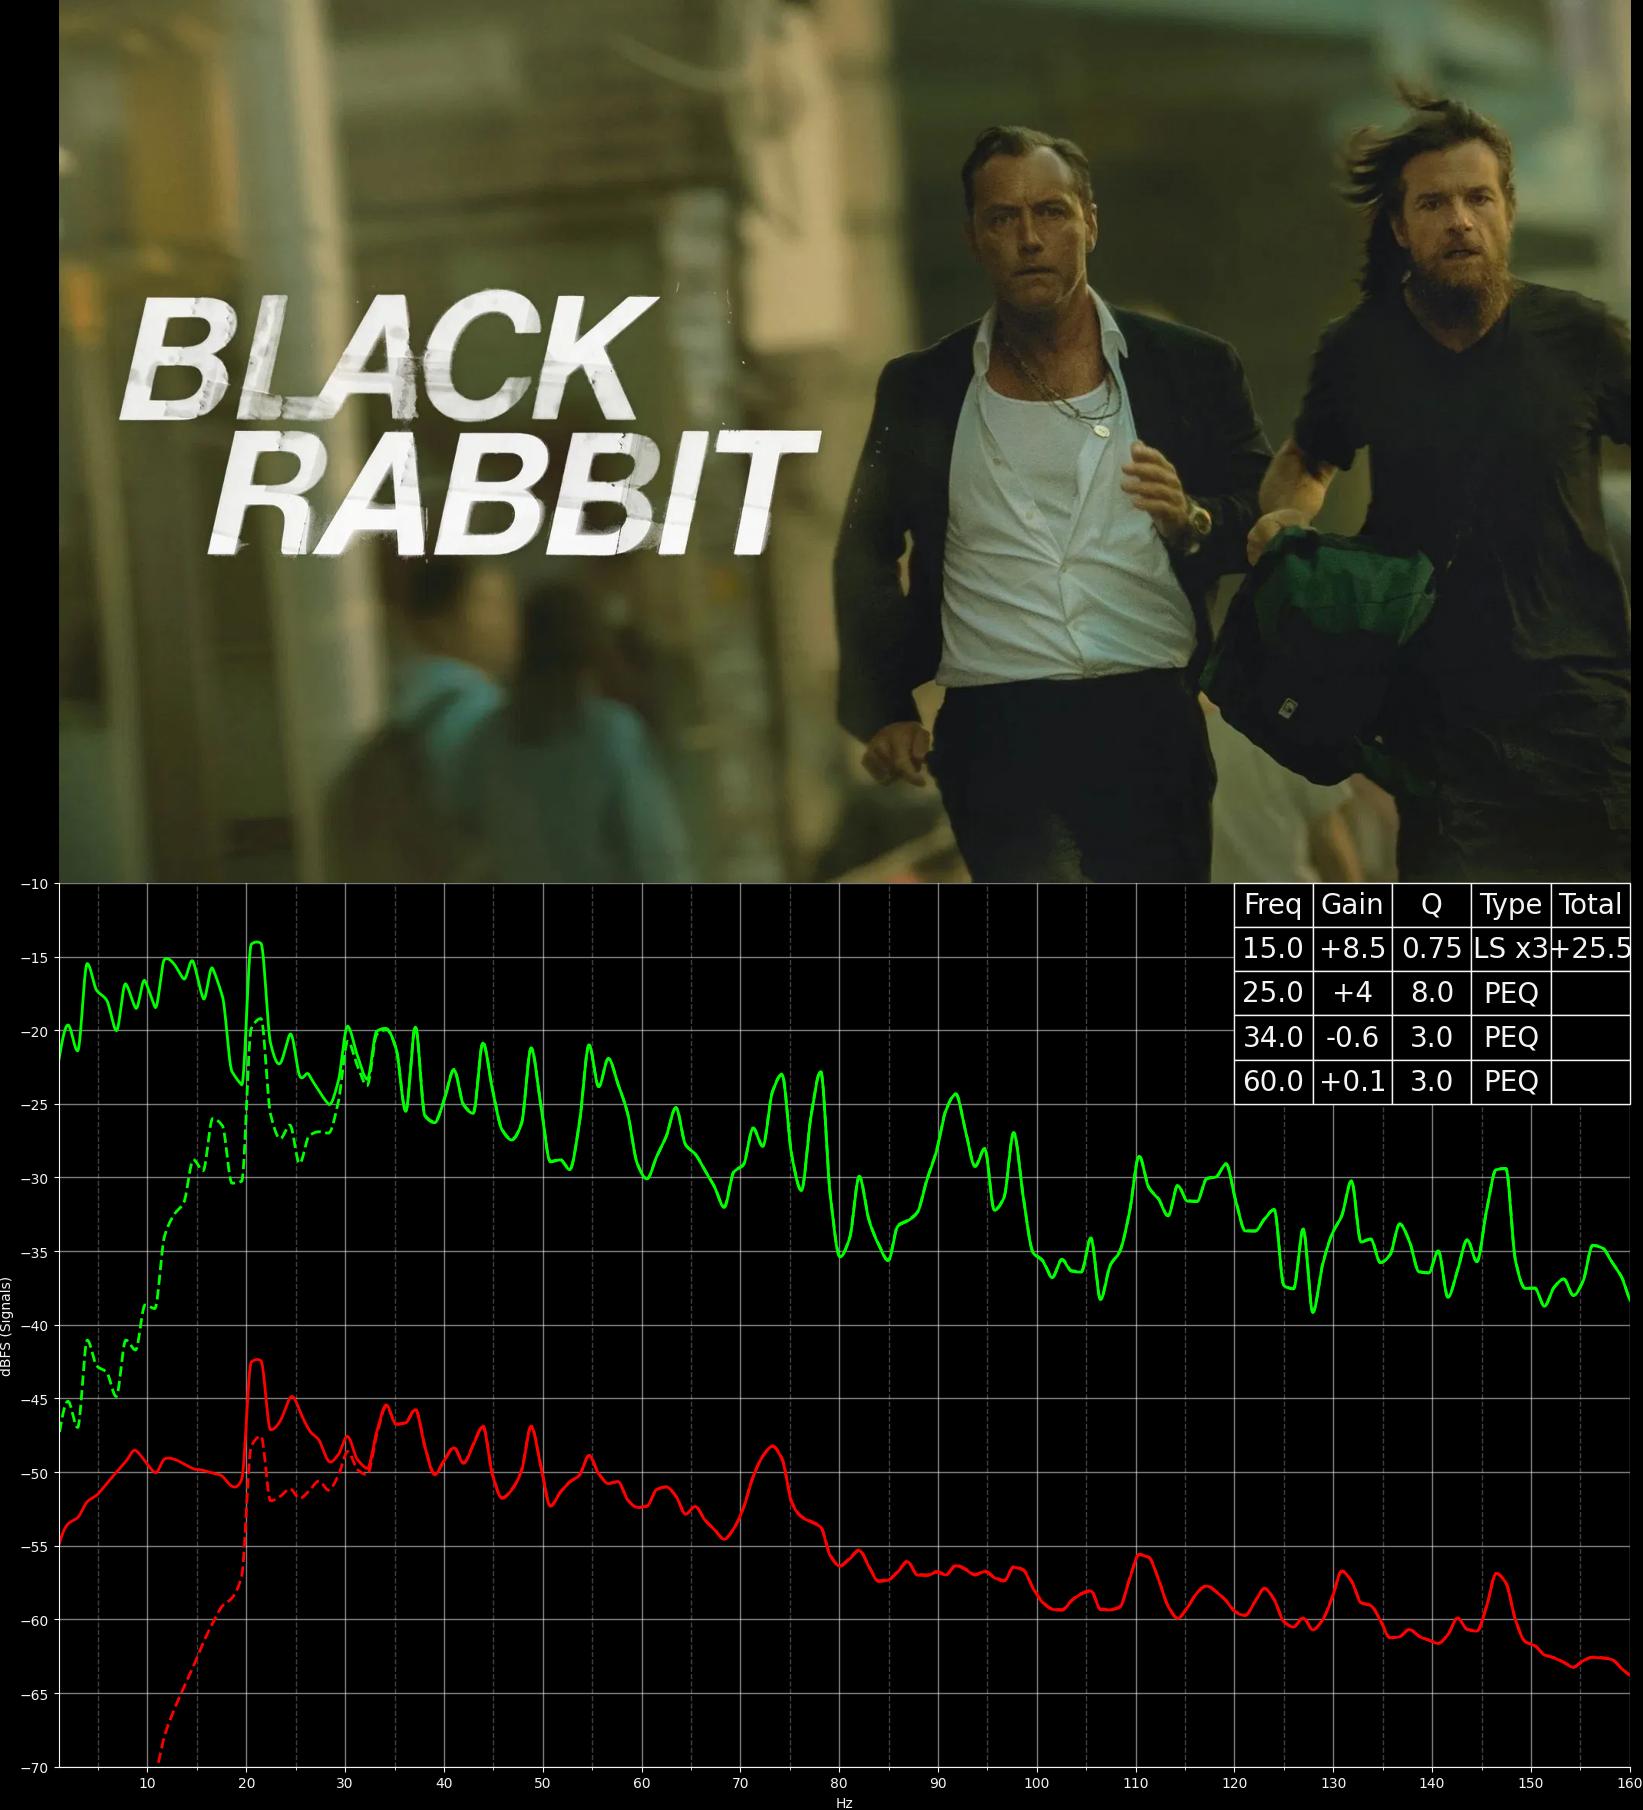 BLACK
RABBIT
Freq Gain Q Type Total
15.0 +8.5 0.75 LS x3 +25.5
25.0 +4 8.0 PEQ
34.0 -0.6 3.0 PEQ
60.0 +0.1 3.0 PEQ
−10
−15
−20
−25
−30
−35
−40
−45
−50
−55
−60
−65
−70
dBFS (Signals)
10 20 30 40 50 60 70 80 90 100 110 120 130 140 150 160
Hz